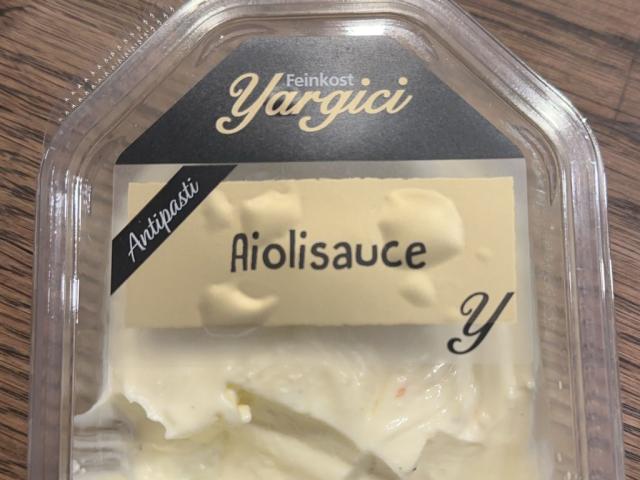 Feinkost
Yargici
Antipasti
Aiolisauce
Y